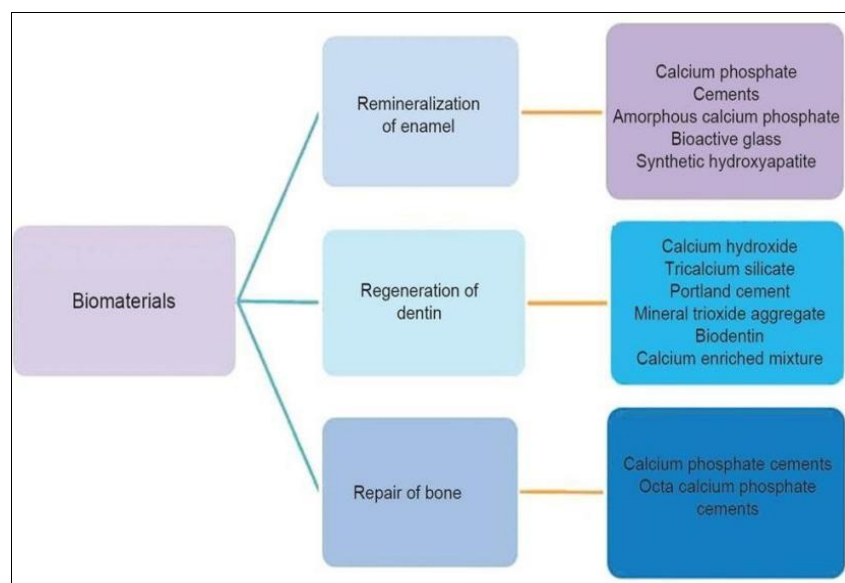 Biomaterials
Remineralization
of enamel
Calcium phosphate
Cements
Amorphous calcium phosphate
Bioactive glass
Synthetic hydroxyapatite
Regeneration of
dentin
Calcium hydroxide
Tricalcium silicate
Portland cement
Mineral trioxide aggregate
Biodentin
Calcium enriched mixture
Repair of bone
Calcium phosphate cements
Octa calcium phosphate
cements